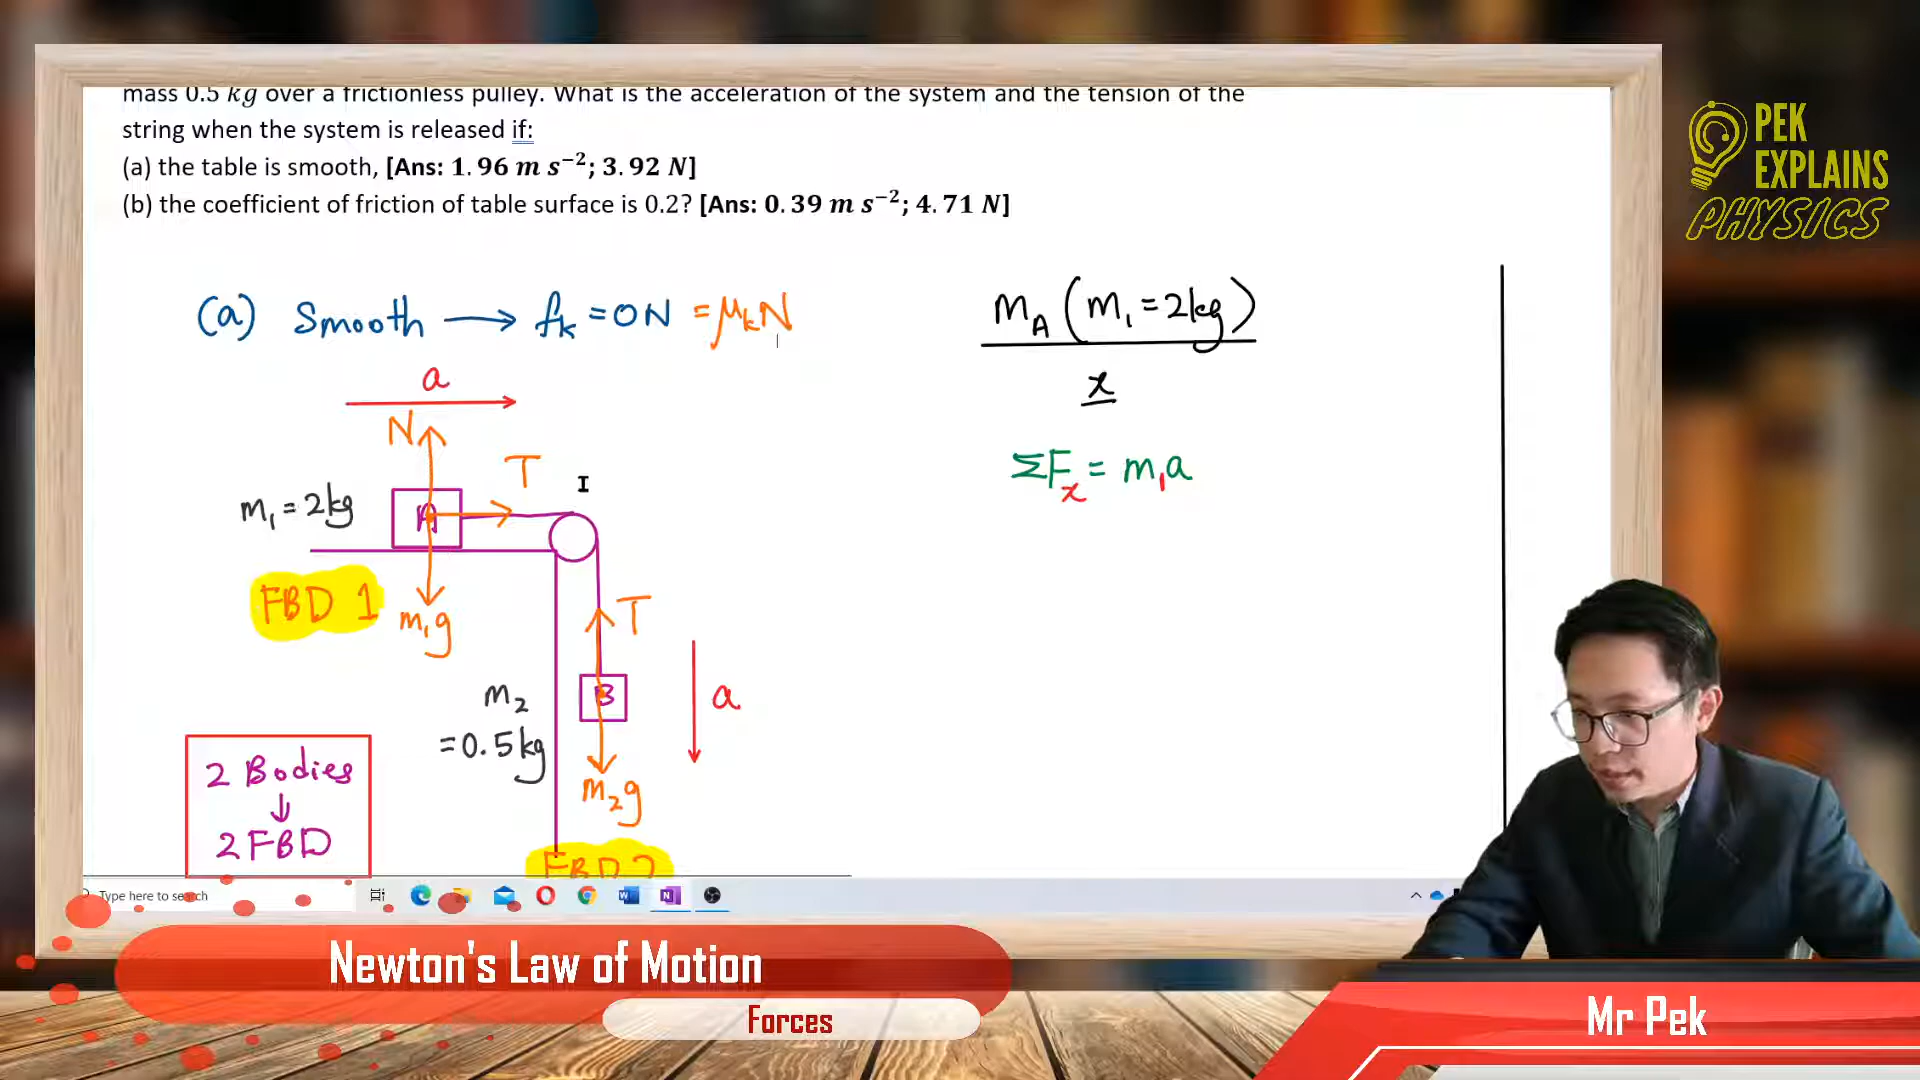 mass 0.5 kg over a frictionless pulley. What is the acceleration of the system and the tension of the
string when the system is released if:
(a) the table is smooth, [Ans: 1.96 m s⁻²; 3.92 N]
(b) the coefficient of friction of table surface is 0.2? [Ans: 0.39 m s⁻²; 4.71 N]
PEK
EXPLAINS
PHYSICS
(a) Smooth → fₖ = 0 N = μₖN
m_A (m₁ = 2kg)
x
ΣFₓ = m₁a
a
N
T
m₁ = 2kg
A
FBD 1
m₁g
T
m₂
= 0.5kg
B
a
m₂g
2 Bodies
↓
2 FBD
FBD 2
Type here to search
Newton's Law of Motion
Forces
Mr Pek